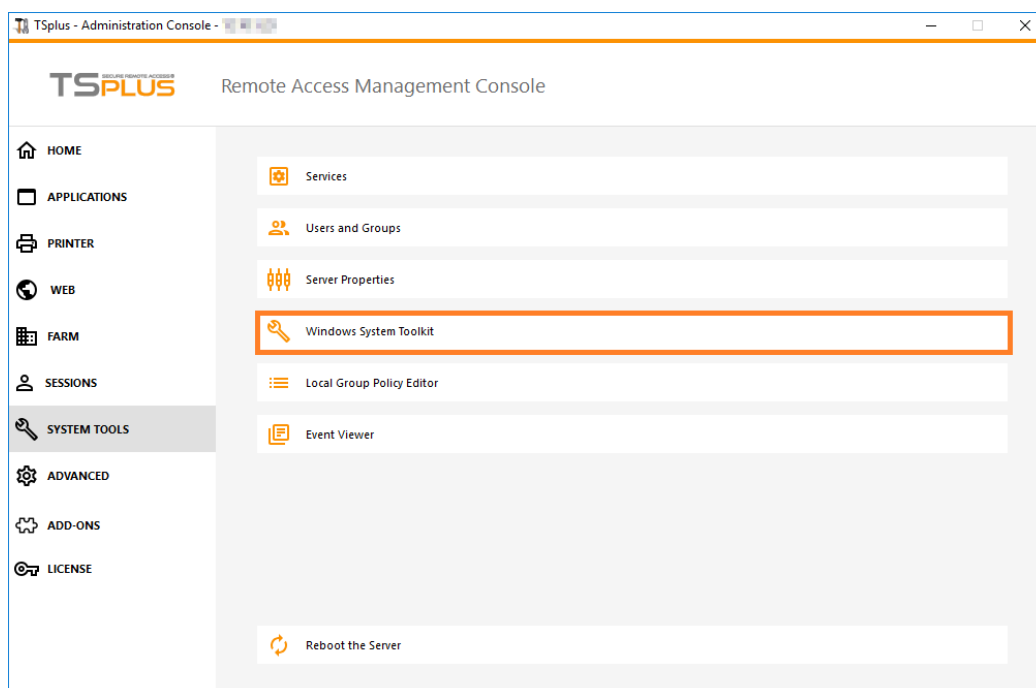 TSplus - Administration Console -
TSPLUS SECURE REMOTE ACCESS®
Remote Access Management Console
HOME
APPLICATIONS
PRINTER
WEB
FARM
SESSIONS
SYSTEM TOOLS
ADVANCED
ADD-ONS
LICENSE
Services
Users and Groups
Server Properties
Windows System Toolkit
Local Group Policy Editor
Event Viewer
Reboot the Server